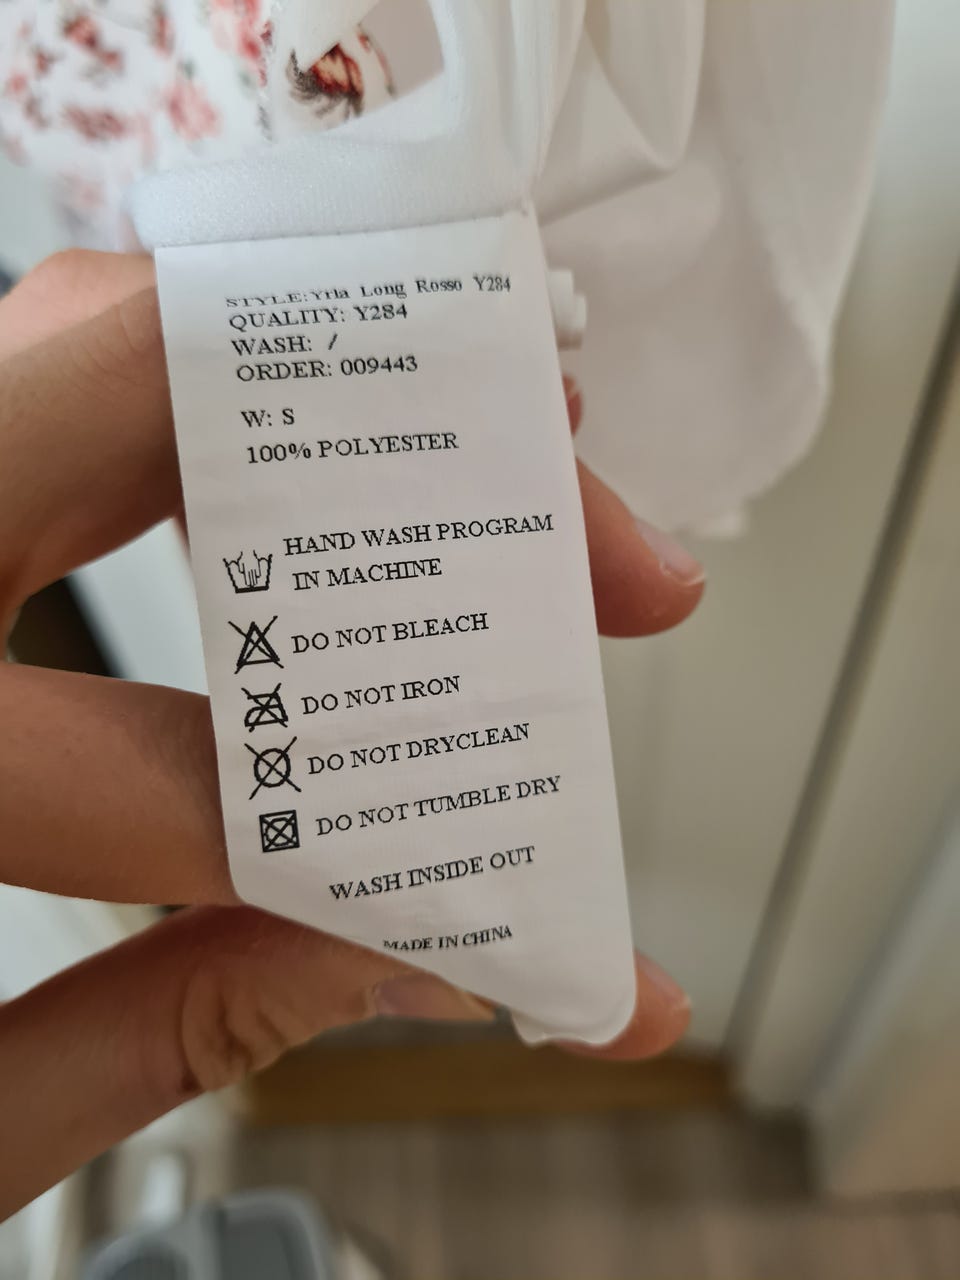 STYLE:Yria Long Rosso Y284
QUALITY: Y284
WASH: /
ORDER: 009443
W: S
100% POLYESTER
HAND WASH PROGRAM
IN MACHINE
DO NOT BLEACH
DO NOT IRON
DO NOT DRYCLEAN
DO NOT TUMBLE DRY
WASH INSIDE OUT
MADE IN CHINA